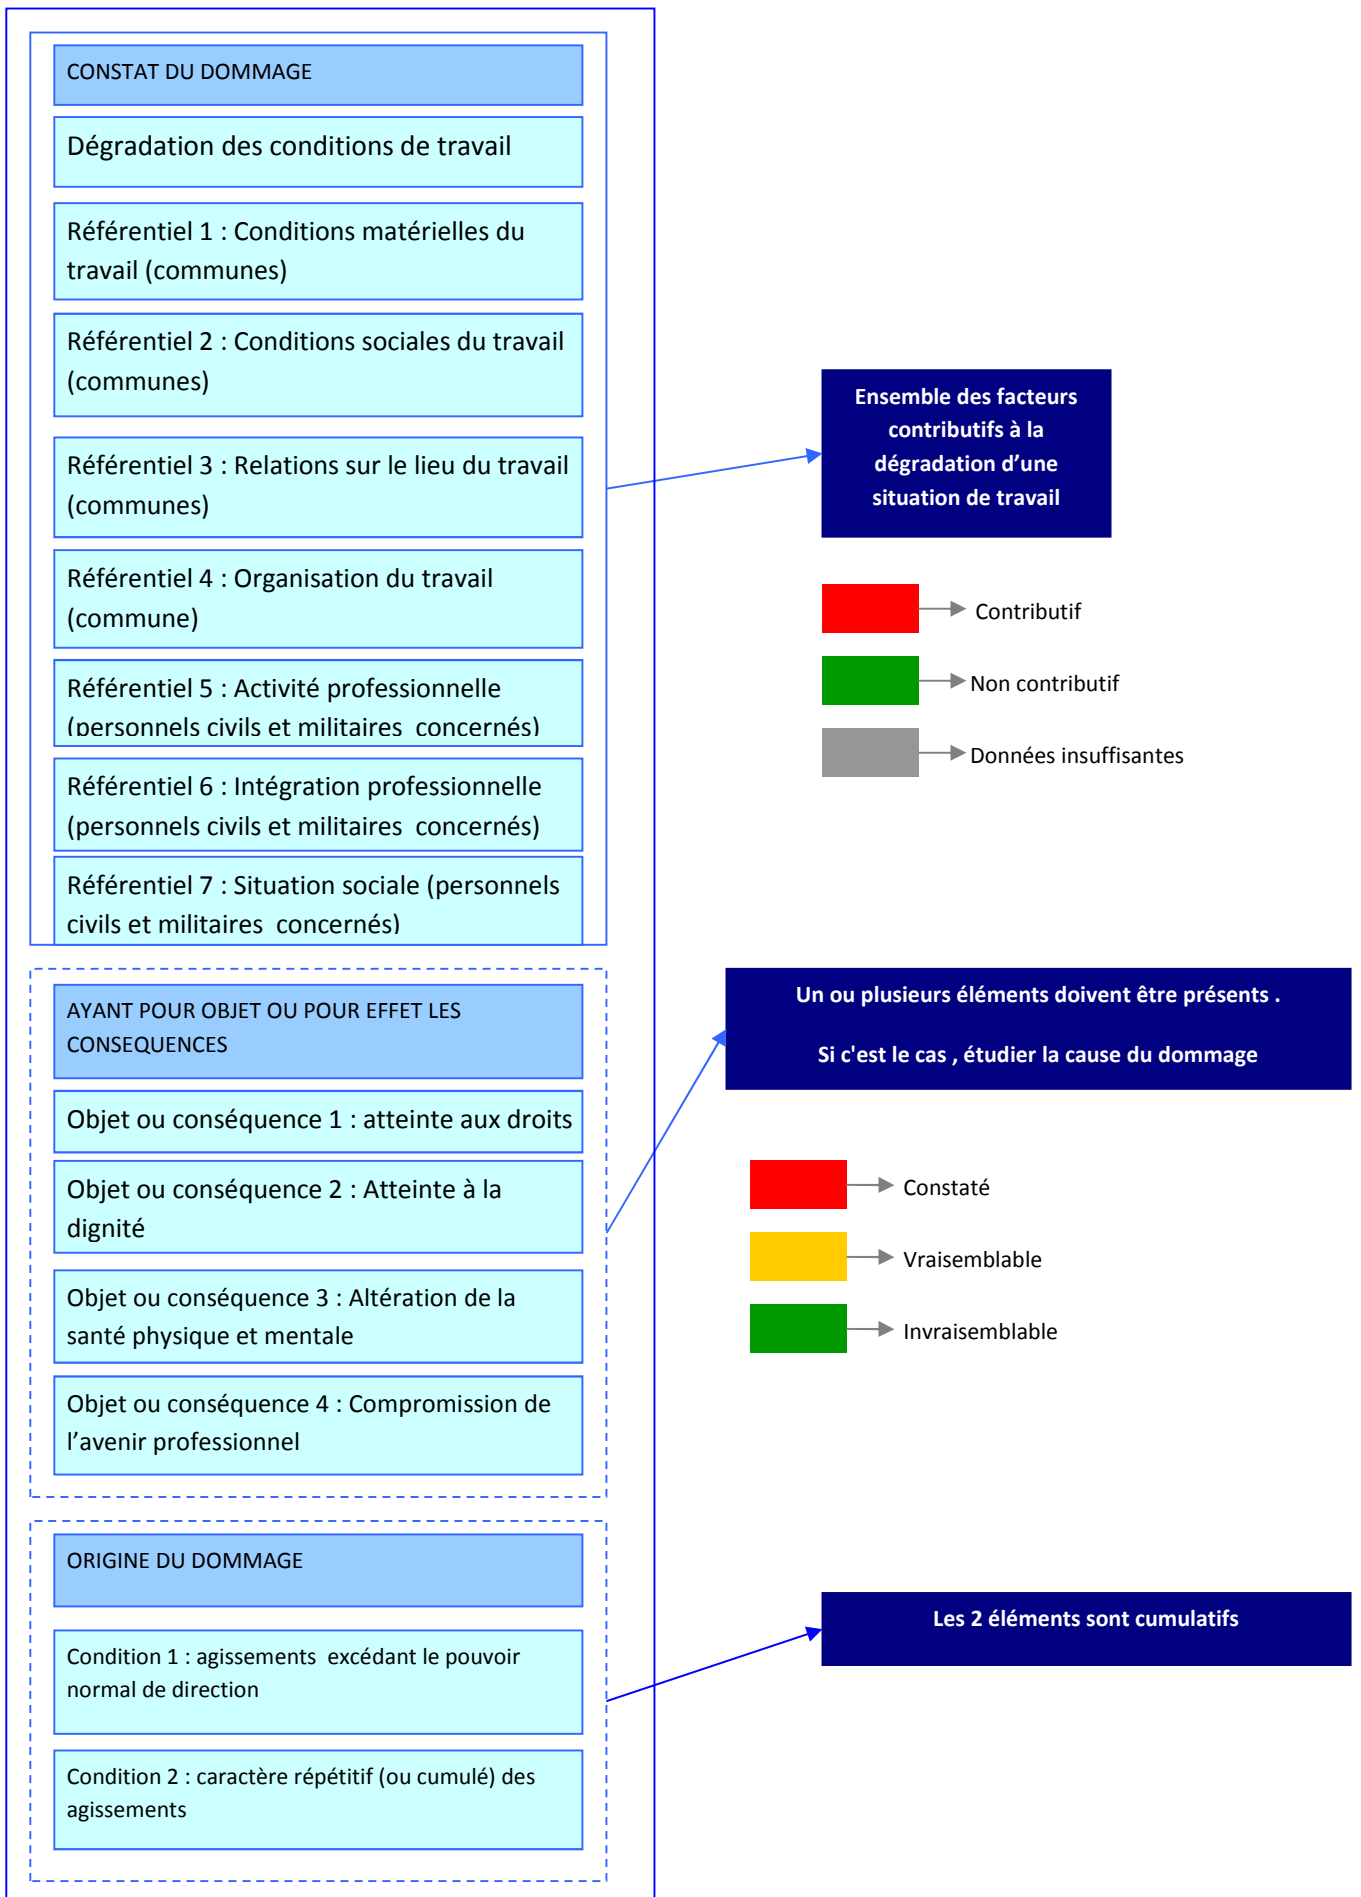 CONSTAT DU DOMMAGE
Dégradation des conditions de travail
Référentiel 1 : Conditions matérielles du
travail (communes)
Référentiel 2 : Conditions sociales du travail
(communes)
Référentiel 3 : Relations sur le lieu du travail
(communes)
Référentiel 4 : Organisation du travail
(commune)
Référentiel 5 : Activité professionnelle
(personnels civils et militaires concernés)
Référentiel 6 : Intégration professionnelle
(personnels civils et militaires concernés)
Référentiel 7 : Situation sociale (personnels
civils et militaires concernés)
Ensemble des facteurs
contributifs à la
dégradation d'une
situation de travail
Contributif
Non contributif
Données insuffisantes
AYANT POUR OBJET OU POUR EFFET LES
CONSEQUENCES
Objet ou conséquence 1 : atteinte aux droits
Objet ou conséquence 2 : Atteinte à la
dignité
Objet ou conséquence 3 : Altération de la
santé physique et mentale
Objet ou conséquence 4 : Compromission de
l'avenir professionnel
Un ou plusieurs éléments doivent être présents .
Si c'est le cas , étudier la cause du dommage
Constaté
Vraisemblable
Invraisemblable
ORIGINE DU DOMMAGE
Condition 1 : agissements excédant le pouvoir
normal de direction
Condition 2 : caractère répétitif (ou cumulé) des
agissements
Les 2 éléments sont cumulatifs